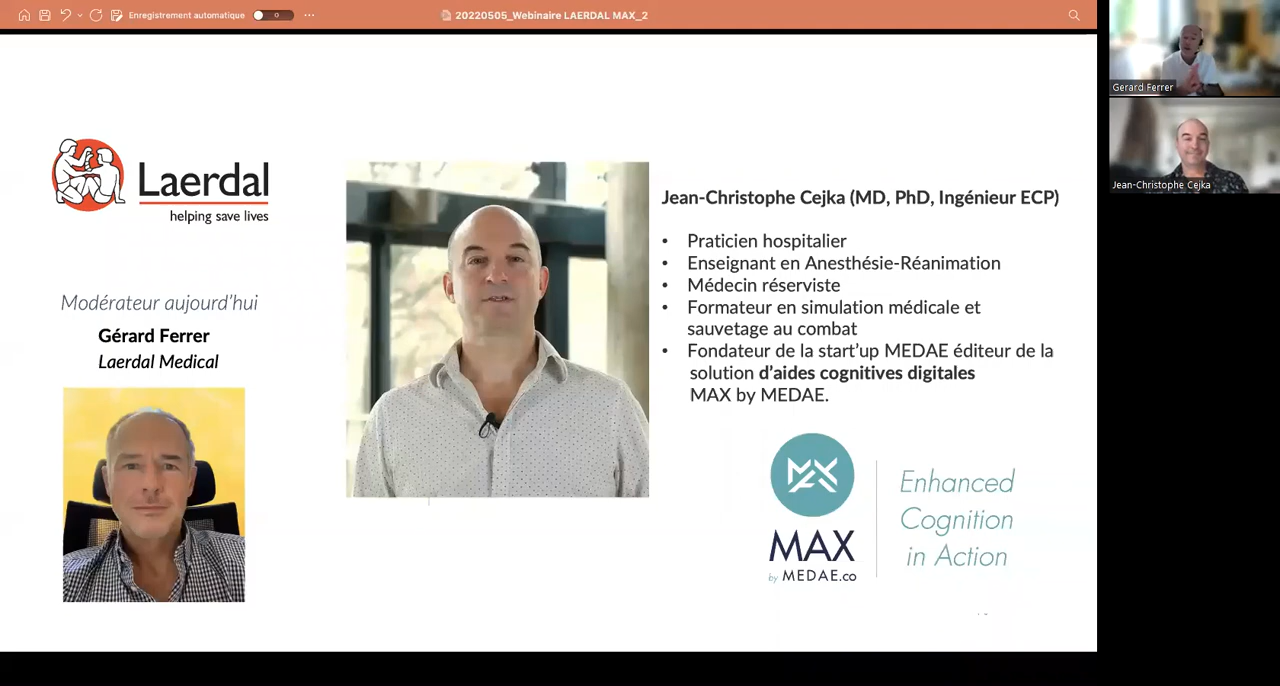 Enregistrement automatique
20220505_Webinaire LAERDAL MAX_2
Laerdal
helping save lives
Modérateur aujourd'hui
Gérard Ferrer
Laerdal Medical
Jean-Christophe Cejka (MD, PhD, Ingénieur ECP)
• Praticien hospitalier
• Enseignant en Anesthésie-Réanimation
• Médecin réserviste
• Formateur en simulation médicale et
sauvetage au combat
• Fondateur de la start'up MEDAE éditeur de la
solution d'aides cognitives digitales
MAX by MEDAE.
MAX
MAX
by MEDAE.co
Enhanced
Cognition
in Action
Gerard Ferrer
Jean-Christophe Cejka